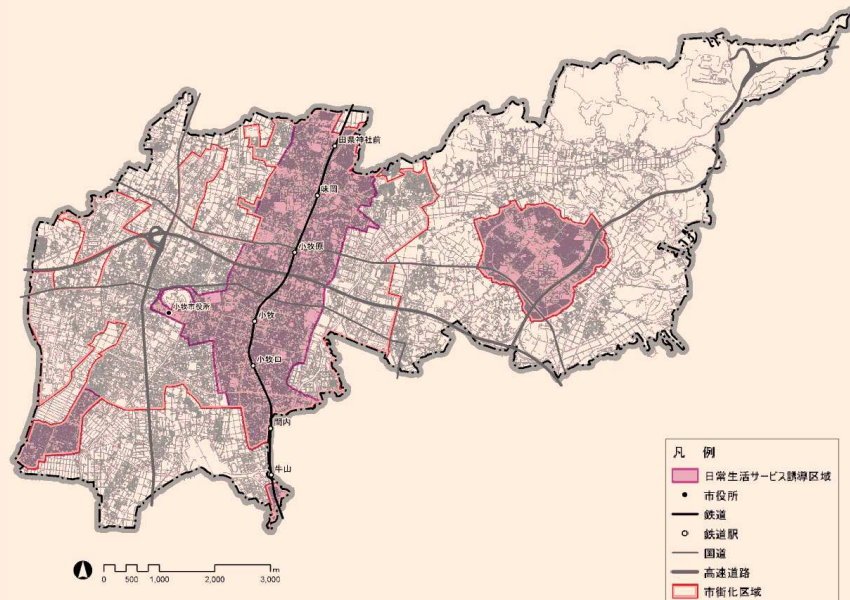 田県神社前
味岡
小牧原
小牧市役所
小牧
小牧口
間内
牛山
凡 例
日常生活サービス誘導区域
市役所
鉄道
鉄道駅
国道
高速道路
市街化区域
0 500 1,000 2,000 3,000 m